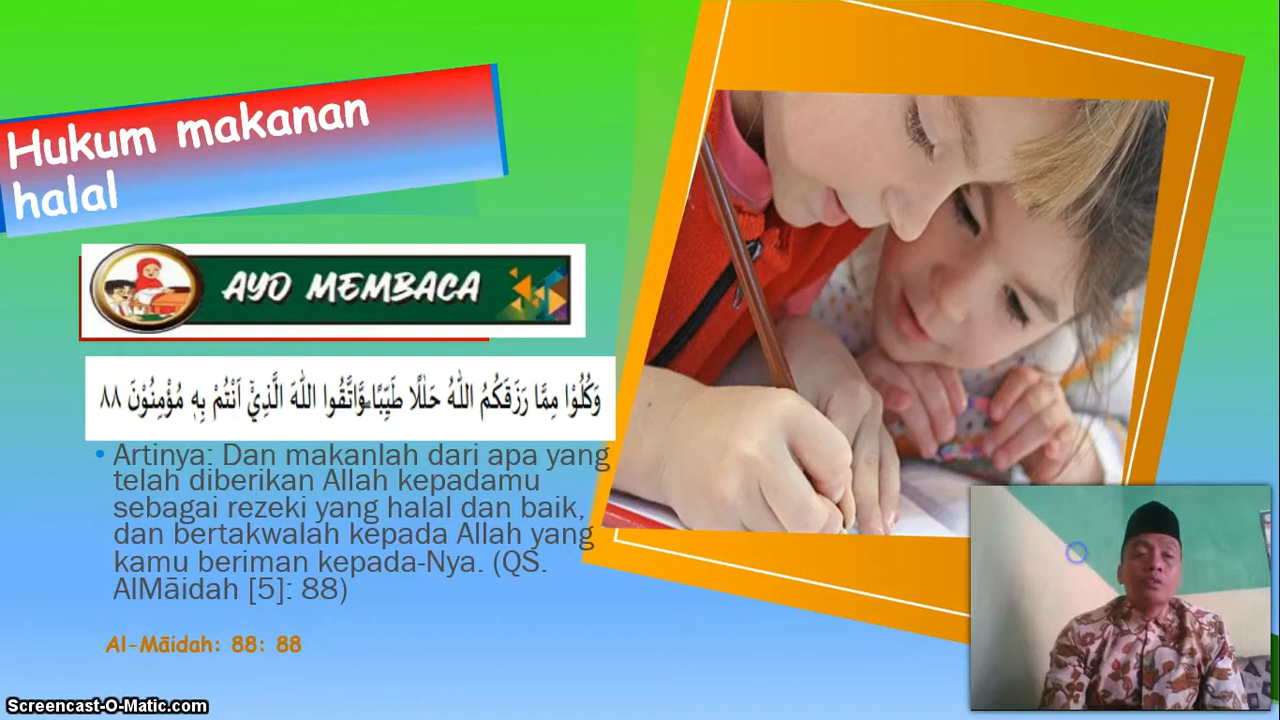 Hukum makanan
halal
AYO MEMBACA
وَكُلُوْا مِمَّا رَزَقَكُمُ اللّٰهُ حَلٰلًا طَيِّبًا ۖوَّاتَّقُوا اللّٰهَ الَّذِيْٓ اَنْتُمْ بِهٖ مُؤْمِنُوْنَ ٨٨
• Artinya: Dan makanlah dari apa yang
telah diberikan Allah kepadamu
sebagai rezeki yang halal dan baik,
dan bertakwalah kepada Allah yang
kamu beriman kepada-Nya. (QS.
AlMāidah [5]: 88)
Al-Māidah: 88: 88
Screencast-O-Matic.com